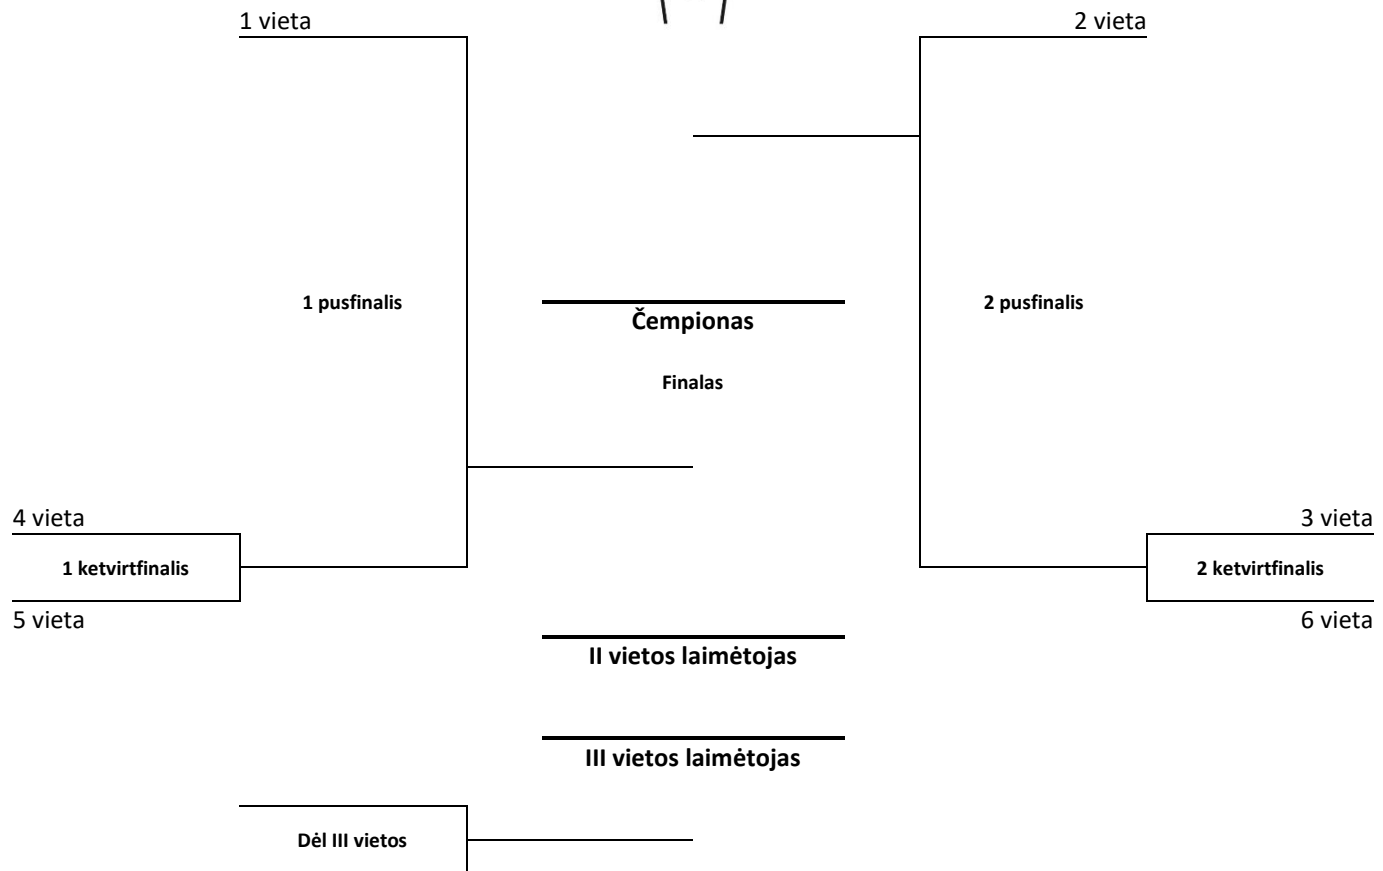 1 vieta
2 vieta
1 pusfinalis
2 pusfinalis
Čempionas
Finalas
4 vieta
3 vieta
1 ketvirtfinalis
2 ketvirtfinalis
5 vieta
6 vieta
II vietos laimėtojas
III vietos laimėtojas
Dėl III vietos